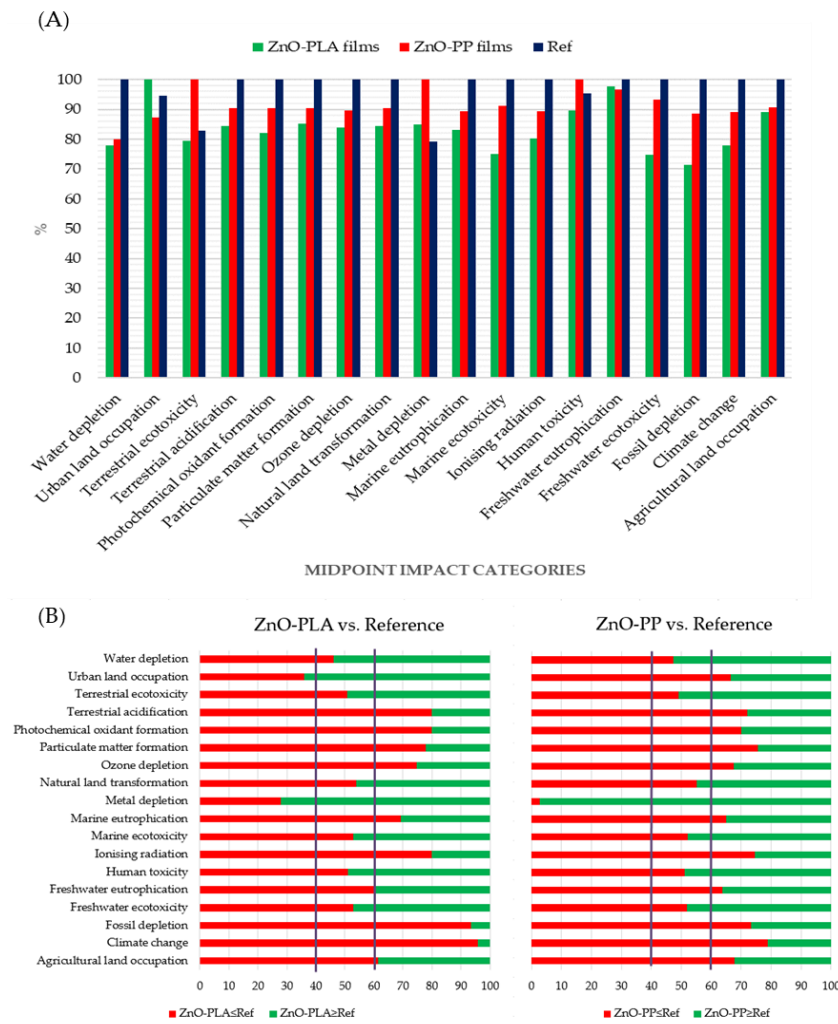 (A)
ZnO-PLA films ZnO-PP films Ref
100
90
80
70
60
50
40
30
20
10
0
%
Water depletion
Urban land occupation
Terrestrial ecotoxicity
Terrestrial acidification
Photochemical oxidant formation
Particulate matter formation
Ozone depletion
Natural land transformation
Metal depletion
Marine eutrophication
Marine ecotoxicity
Ionising radiation
Human toxicity
Freshwater eutrophication
Freshwater ecotoxicity
Fossil depletion
Climate change
Agricultural land occupation
MIDPOINT IMPACT CATEGORIES
(B)
ZnO-PLA vs. Reference
ZnO-PP vs. Reference
Water depletion
Urban land occupation
Terrestrial ecotoxicity
Terrestrial acidification
Photochemical oxidant formation
Particulate matter formation
Ozone depletion
Natural land transformation
Metal depletion
Marine eutrophication
Marine ecotoxicity
Ionising radiation
Human toxicity
Freshwater eutrophication
Freshwater ecotoxicity
Fossil depletion
Climate change
Agricultural land occupation
0 10 20 30 40 50 60 70 80 90 100
0 10 20 30 40 50 60 70 80 90 100
ZnO-PLA≤Ref ZnO-PLA≥Ref
ZnO-PP≤Ref ZnO-PP≥Ref